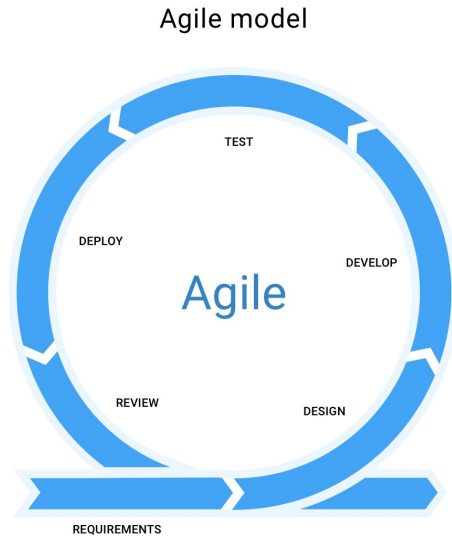 Agile model
TEST
DEPLOY
DEVELOP
Agile
REVIEW
DESIGN
REQUIREMENTS